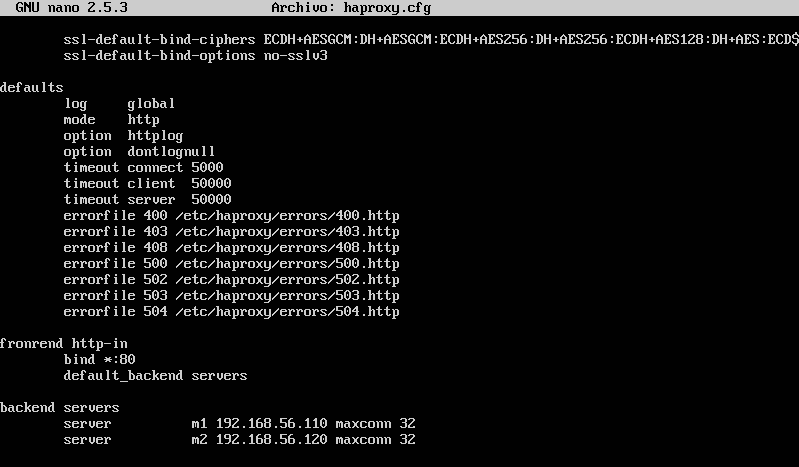 GNU nano 2.5.3 Archivo: haproxy.cfg
ssl-default-bind-ciphers ECDH+AESGCM:DH+AESGCM:ECDH+AES256:DH+AES256:ECDH+AES128:DH+AES:ECD$
ssl-default-bind-options no-sslv3
defaults
log global
mode http
option httplog
option dontlognull
timeout connect 5000
timeout client 50000
timeout server 50000
errorfile 400 /etc/haproxy/errors/400.http
errorfile 403 /etc/haproxy/errors/403.http
errorfile 408 /etc/haproxy/errors/408.http
errorfile 500 /etc/haproxy/errors/500.http
errorfile 502 /etc/haproxy/errors/502.http
errorfile 503 /etc/haproxy/errors/503.http
errorfile 504 /etc/haproxy/errors/504.http
fronrend http-in
bind *:80
default_backend servers
backend servers
server m1 192.168.56.110 maxconn 32
server m2 192.168.56.120 maxconn 32